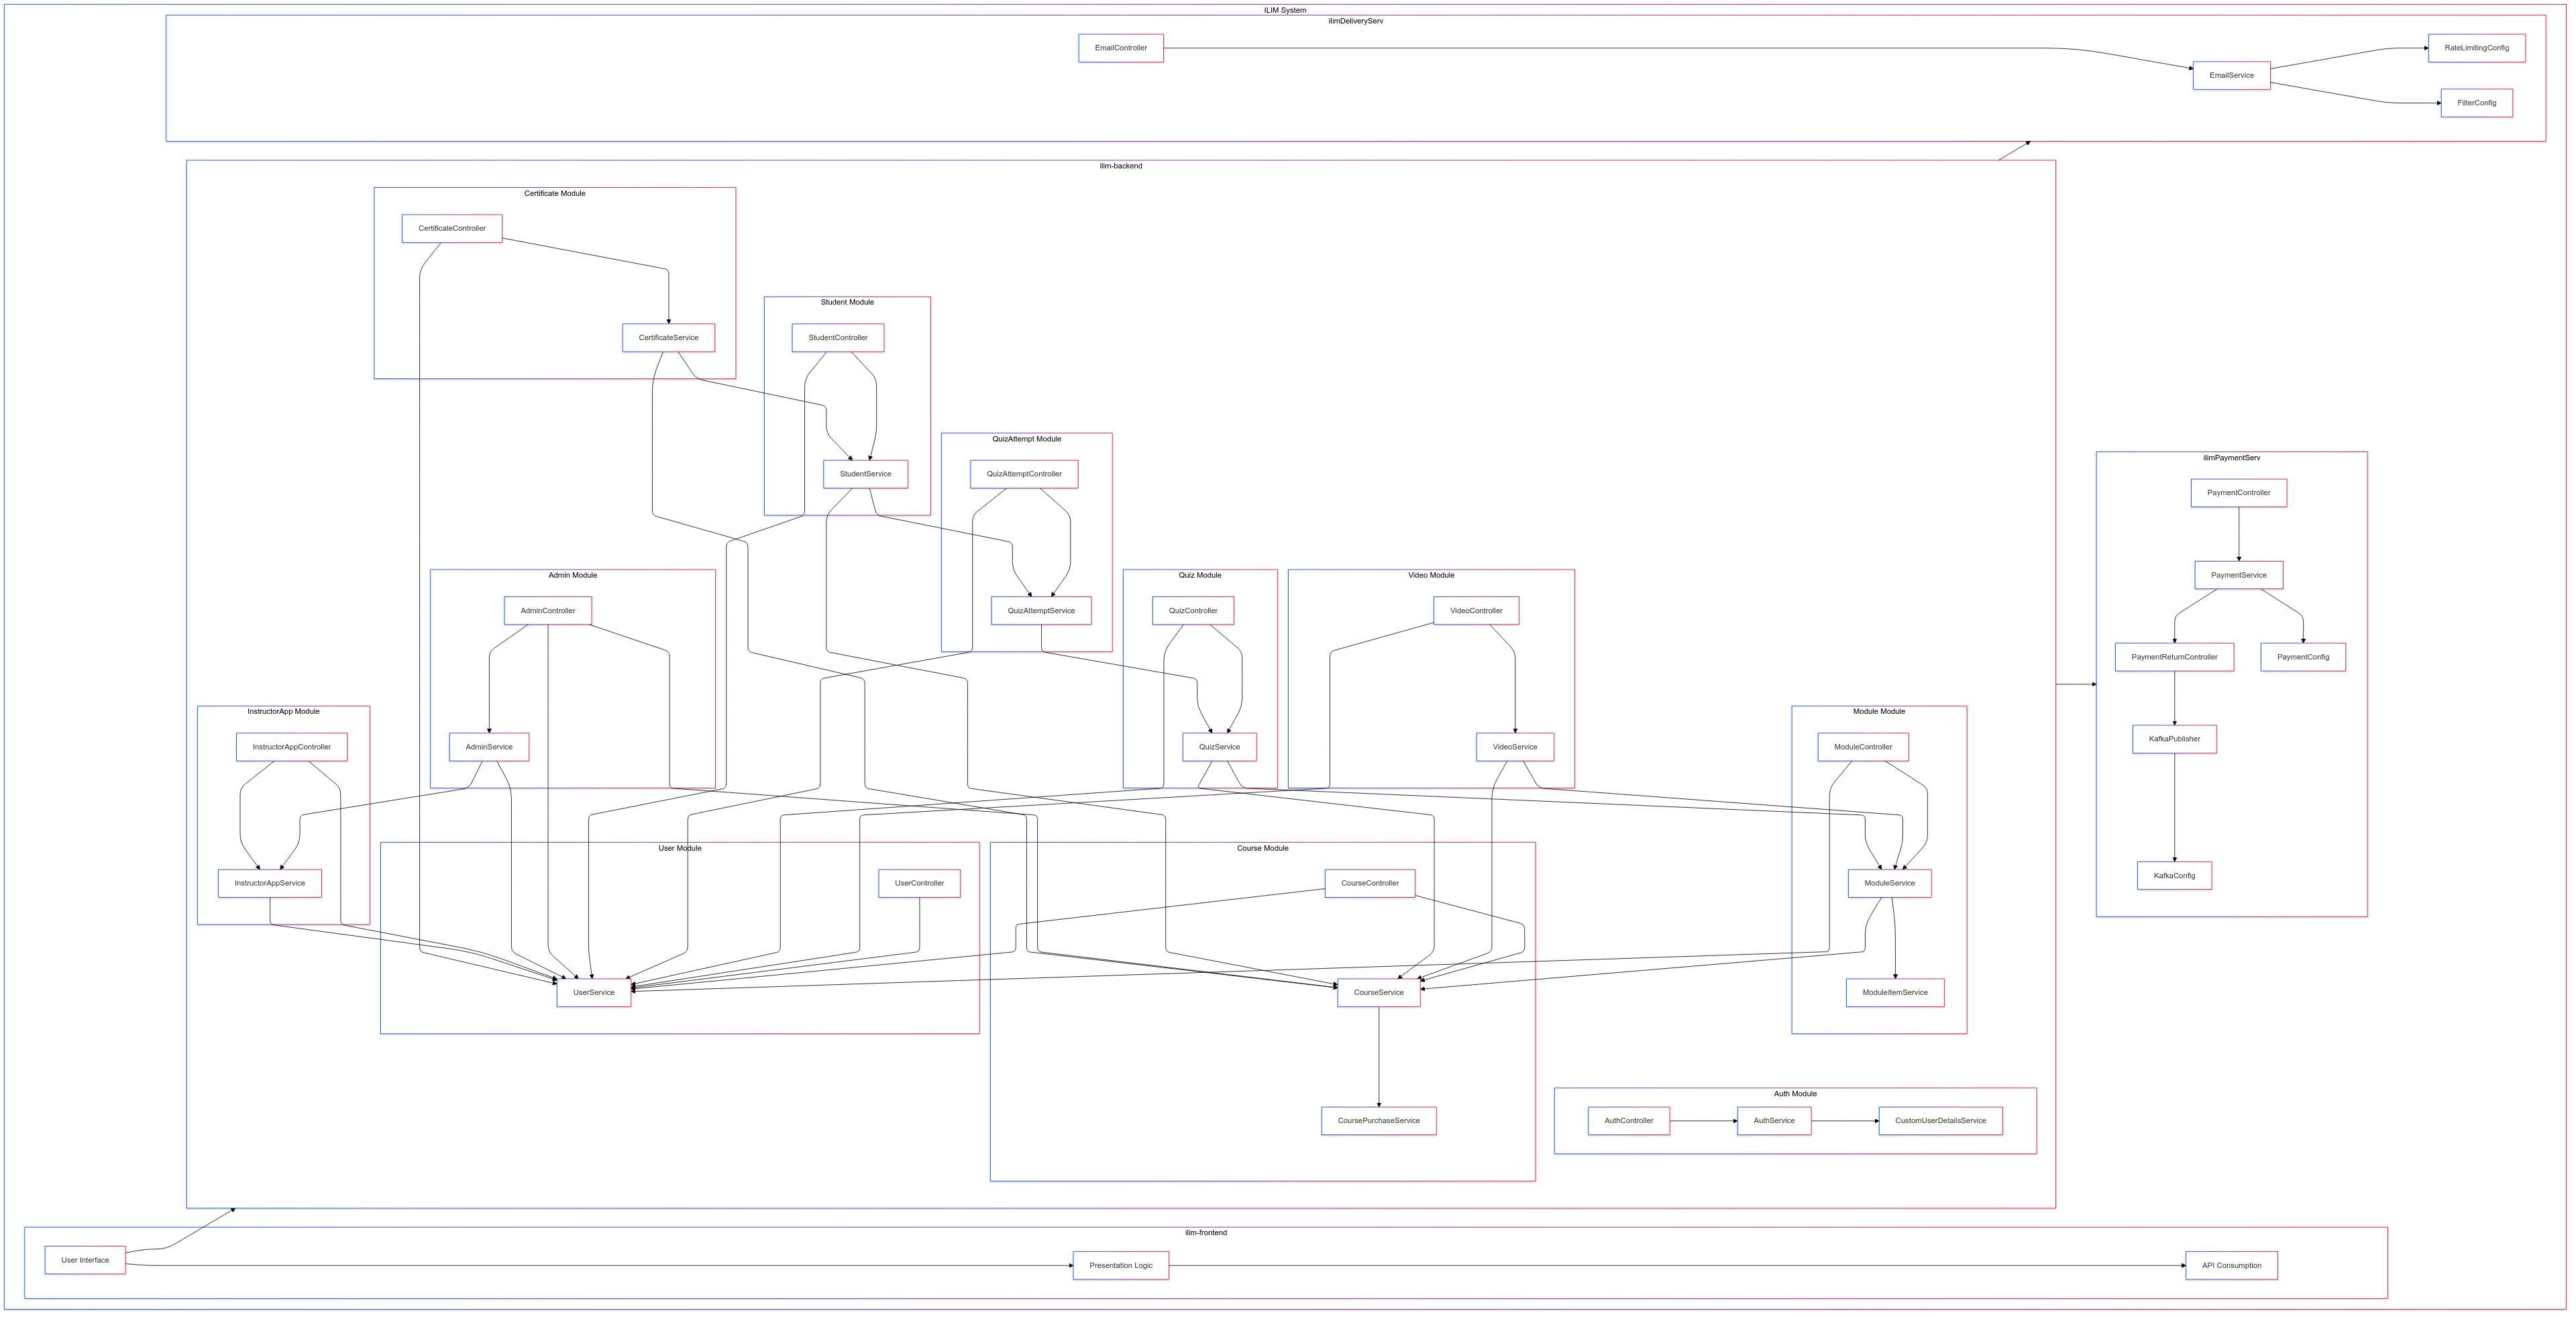 ILIM System
ilimDeliveryServ
EmailController
RateLimitingConfig
EmailService
FilterConfig
ilim-backend
Certificate Module
CertificateController
CertificateService
Student Module
StudentController
StudentService
QuizAttempt Module
QuizAttemptController
QuizAttemptService
Admin Module
AdminController
AdminService
Quiz Module
QuizController
QuizService
Video Module
VideoController
VideoService
InstructorApp Module
InstructorAppController
InstructorAppService
Module Module
ModuleController
ModuleService
ModuleItemService
User Module
UserController
UserService
Course Module
CourseController
CourseService
CoursePurchaseService
Auth Module
AuthController
AuthService
CustomUserDetailsService
ilimPaymentServ
PaymentController
PaymentService
PaymentReturnController
PaymentConfig
KafkaPublisher
KafkaConfig
ilim-frontend
User Interface
Presentation Logic
API Consumption